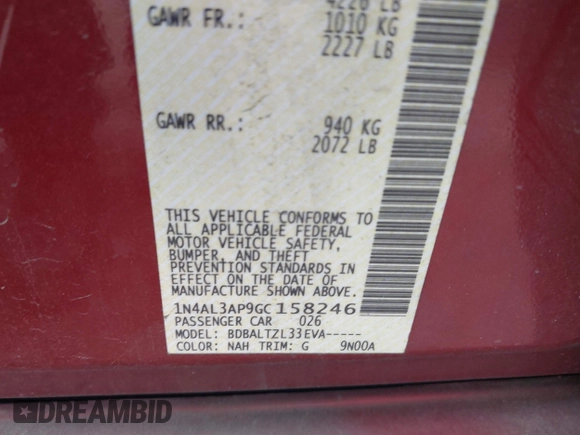 4226 LB
GAWR FR.: 1010 KG
2227 LB
GAWR RR.: 940 KG
2072 LB
THIS VEHICLE CONFORMS TO
ALL APPLICABLE FEDERAL
MOTOR VEHICLE SAFETY,
BUMPER, AND THEFT
PREVENTION STANDARDS IN
EFFECT ON THE DATE OF
MANUFACTURE SHOWN ABOVE.
1N4AL3AP9GC158246
PASSENGER CAR 026
MODEL: BDBALTZL33EVA-----
COLOR: NAH TRIM: G 9N00A
DREAMBID